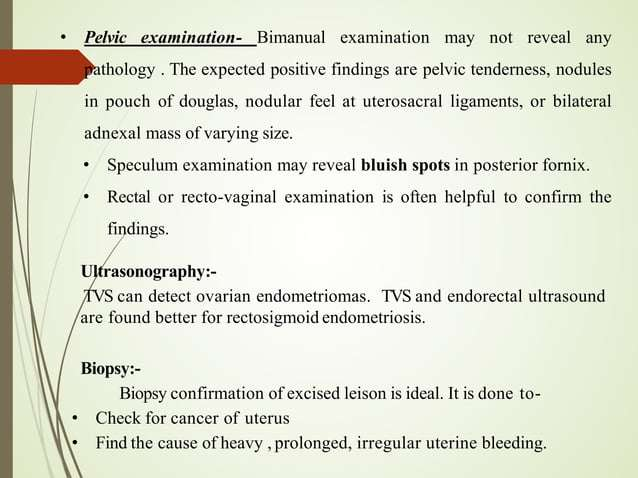 • Pelvic examination- Bimanual examination may not reveal any
pathology . The expected positive findings are pelvic tenderness, nodules
in pouch of douglas, nodular feel at uterosacral ligaments, or bilateral
adnexal mass of varying size.
• Speculum examination may reveal bluish spots in posterior fornix.
• Rectal or recto-vaginal examination is often helpful to confirm the
findings.
Ultrasonography:-
TVS can detect ovarian endometriomas. TVS and endorectal ultrasound
are found better for rectosigmoid endometriosis.
Biopsy:-
Biopsy confirmation of excised leison is ideal. It is done to-
• Check for cancer of uterus
• Find the cause of heavy , prolonged, irregular uterine bleeding.